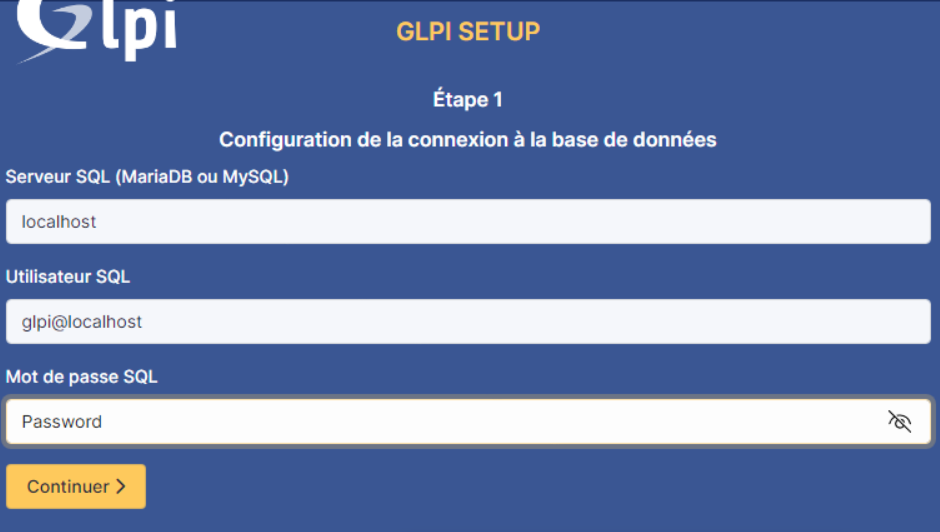 Glpi
GLPI SETUP
Étape 1
Configuration de la connexion à la base de données
Serveur SQL (MariaDB ou MySQL)
localhost
Utilisateur SQL
glpi@localhost
Mot de passe SQL
Password
Continuer